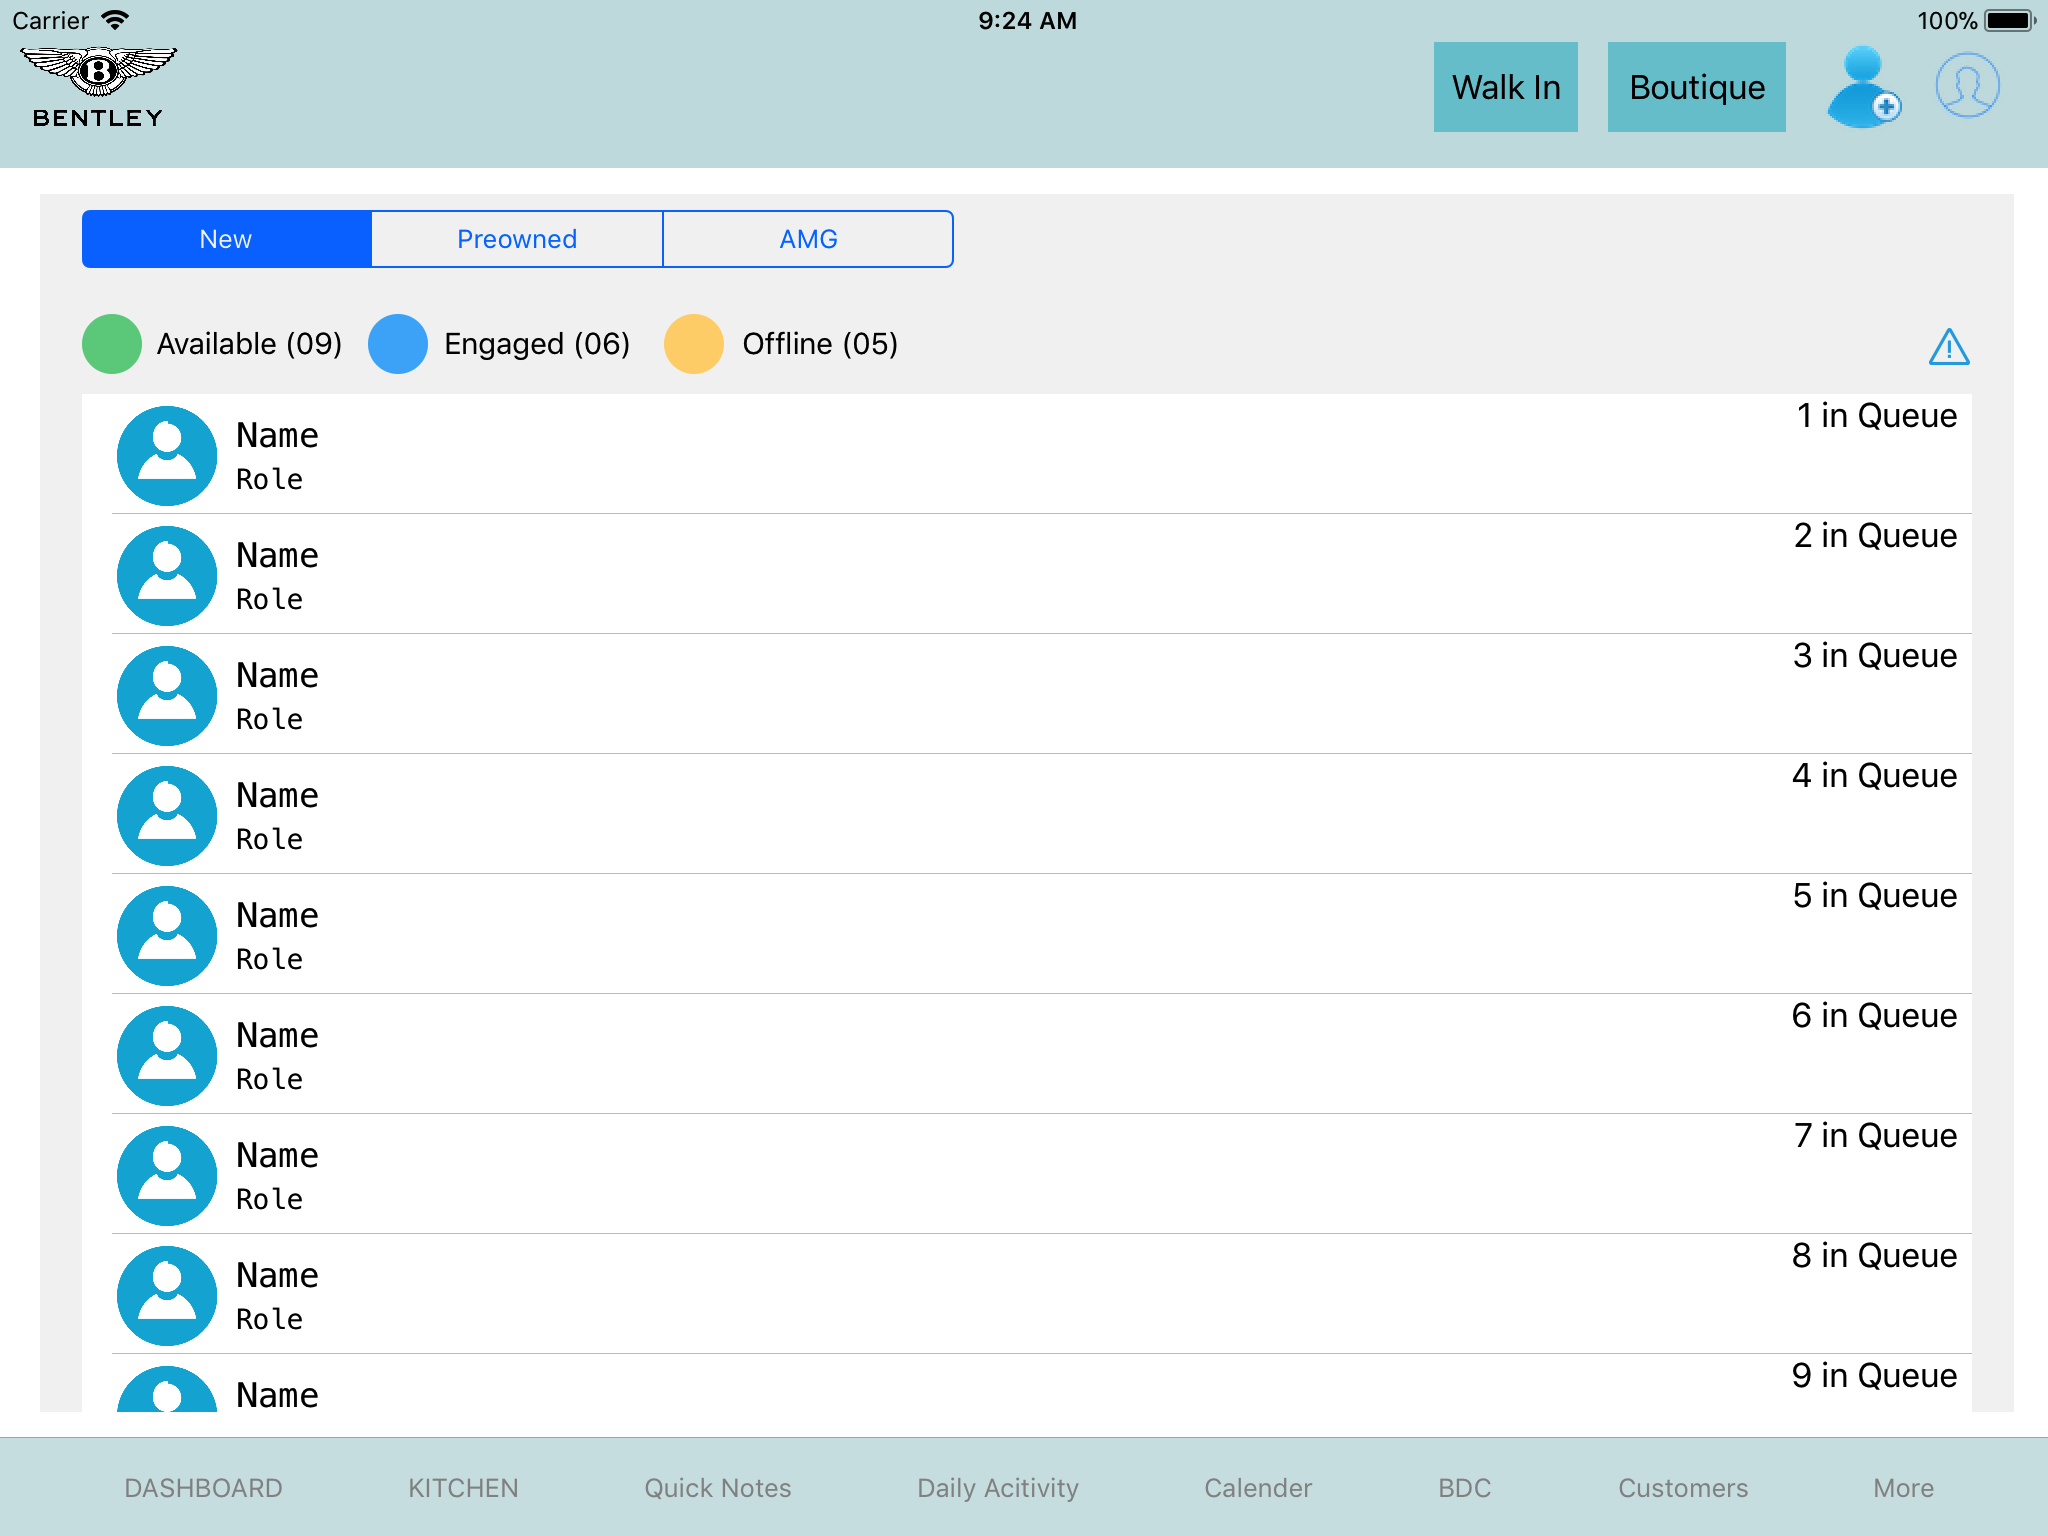 Carrier 9:24 AM 100%
B
BENTLEY
Walk In Boutique
New Preowned AMG
Available (09) Engaged (06) Offline (05)
1 in Queue
Name
Role
2 in Queue
Name
Role
3 in Queue
Name
Role
4 in Queue
Name
Role
5 in Queue
Name
Role
6 in Queue
Name
Role
7 in Queue
Name
Role
8 in Queue
Name
Role
9 in Queue
Name
DASHBOARD KITCHEN Quick Notes Daily Acitivity Calender BDC Customers More